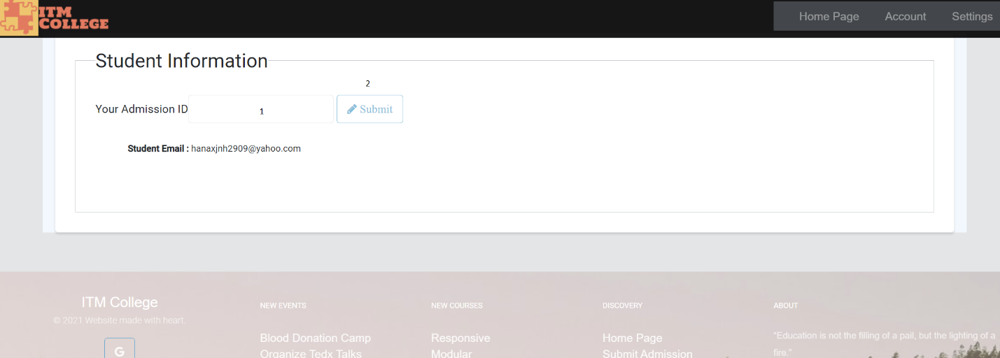 ITM
COLLEGE
Home Page Account Settings
Student Information
2
Your Admission ID 1 Submit
Student Email : hanaxjnh2909@yahoo.com
ITM College
© 2021 Website made with heart.
G
NEW EVENTS
Blood Donation Camp
Organize Tedx Talks
NEW COURSES
Responsive
Modular
DISCOVERY
Home Page
Submit Admission
ABOUT
"Education is not the filling of a pail, but the lighting of a
fire."